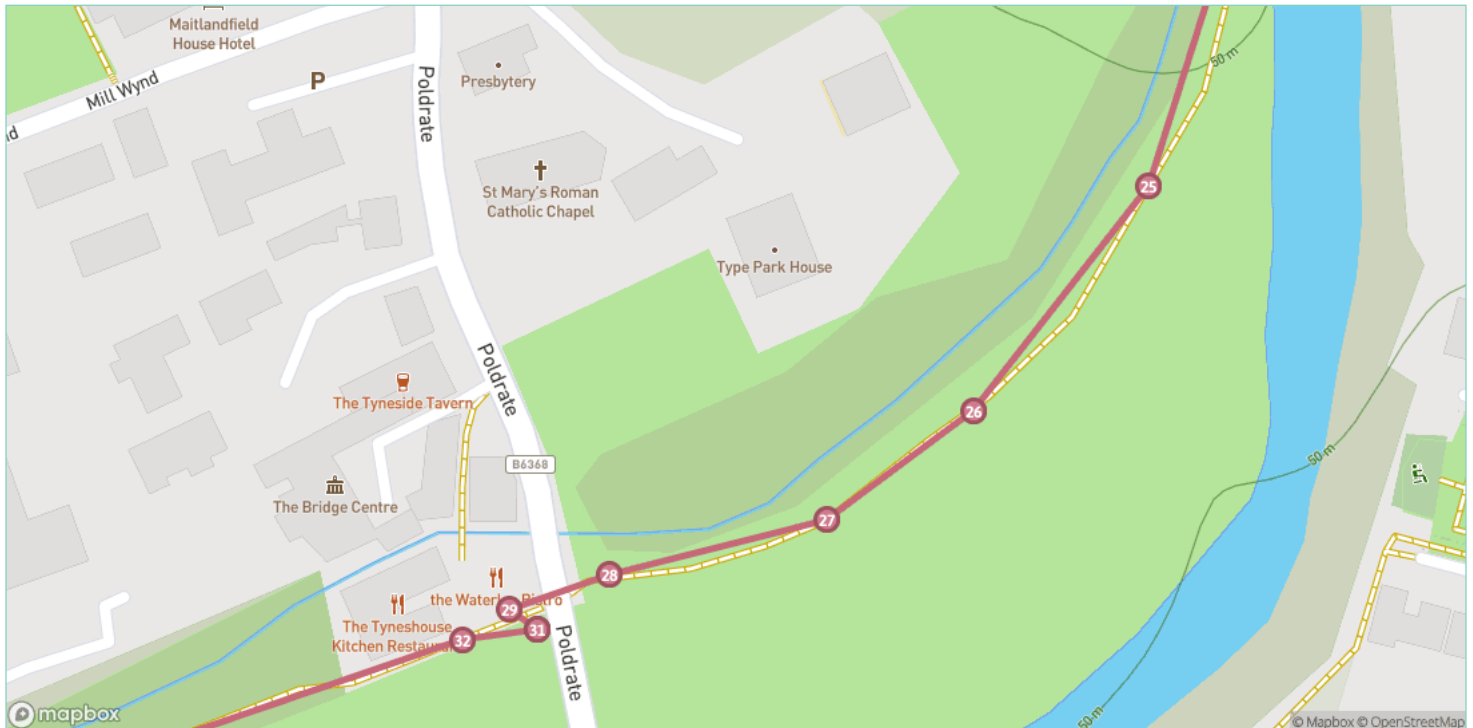 Maitlandfield
House Hotel
Mill Wynd
P
Poldrate
Presbytery
50 m
St Mary's Roman
Catholic Chapel
25
Type Park House
Poldrate
The Tyneside Tavern
26
B6368
50 m
The Bridge Centre
27
28
the Waterloo Bistro
29
The Tyneshouse
Kitchen Restaura
31
32
Poldrate
50 m
mapbox
© Mapbox © OpenStreetMap